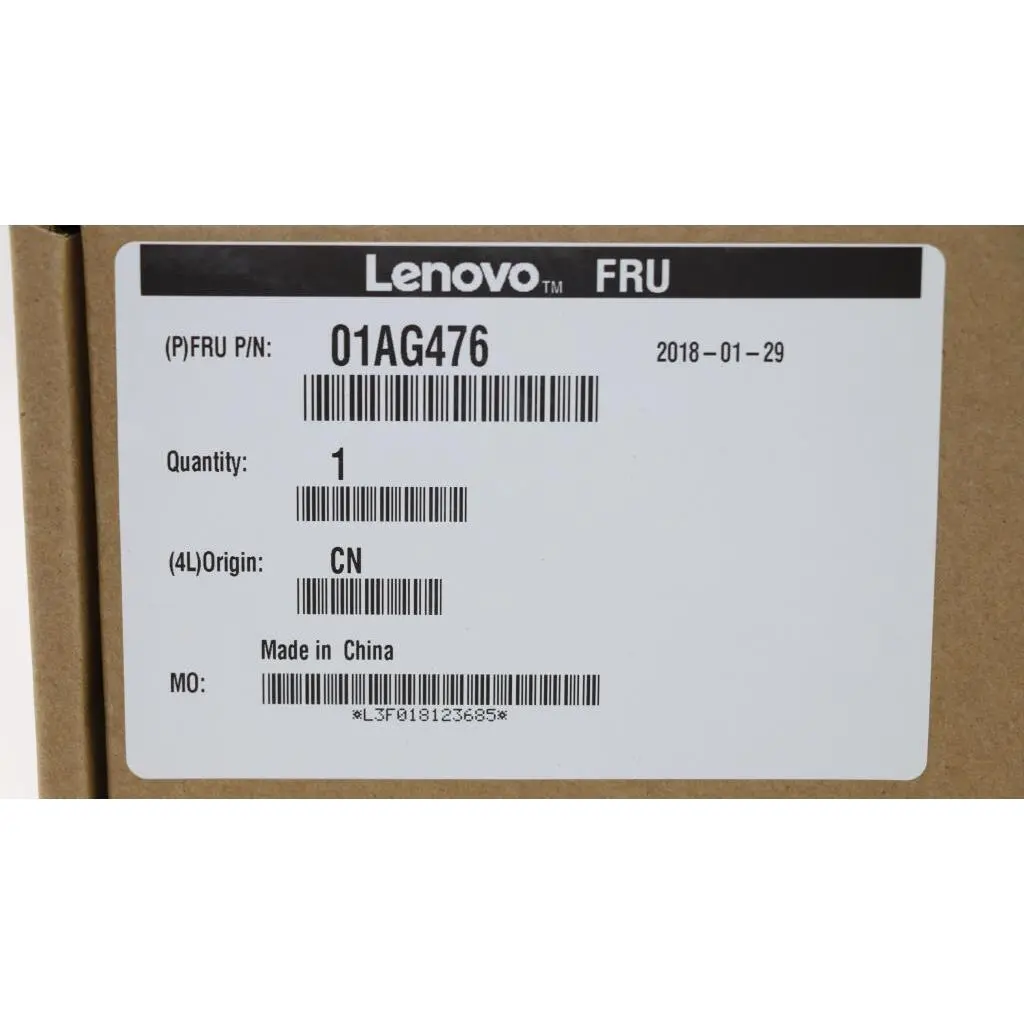 Lenovo™ FRU
(P)FRU P/N: 01AG476 2018-01-29
Quantity: 1
(4L)Origin: CN
Made in China
MO:
*L3F018123685*